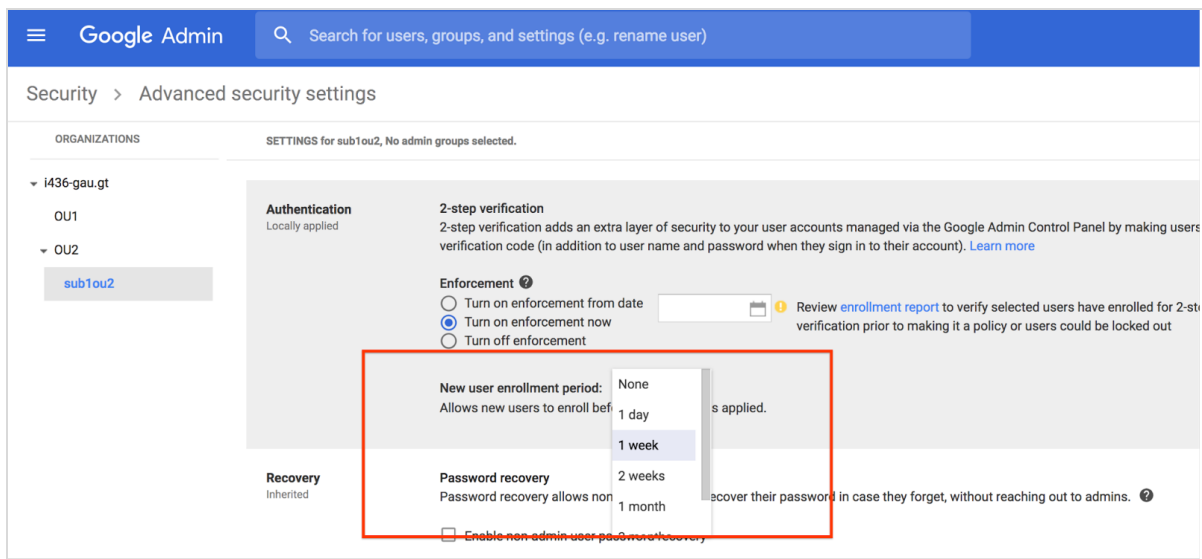 Google Admin
Search for users, groups, and settings (e.g. rename user)
Security > Advanced security settings
ORGANIZATIONS
SETTINGS for sub1ou2, No admin groups selected.
i436-gau.gt
OU1
OU2
sub1ou2
Authentication
Locally applied
2-step verification
2-step verification adds an extra layer of security to your user accounts managed via the Google Admin Control Panel by making users
verification code (in addition to user name and password when they sign in to their account). Learn more
Enforcement
Turn on enforcement from date
Turn on enforcement now
Turn off enforcement
Review enrollment report to verify selected users have enrolled for 2-st
verification prior to making it a policy or users could be locked out
New user enrollment period:
Allows new users to enroll bef s applied.
None
1 day
1 week
2 weeks
1 month
Recovery
Inherited
Password recovery
Password recovery allows non ecover their password in case they forget, without reaching out to admins.
Enable non-admin user